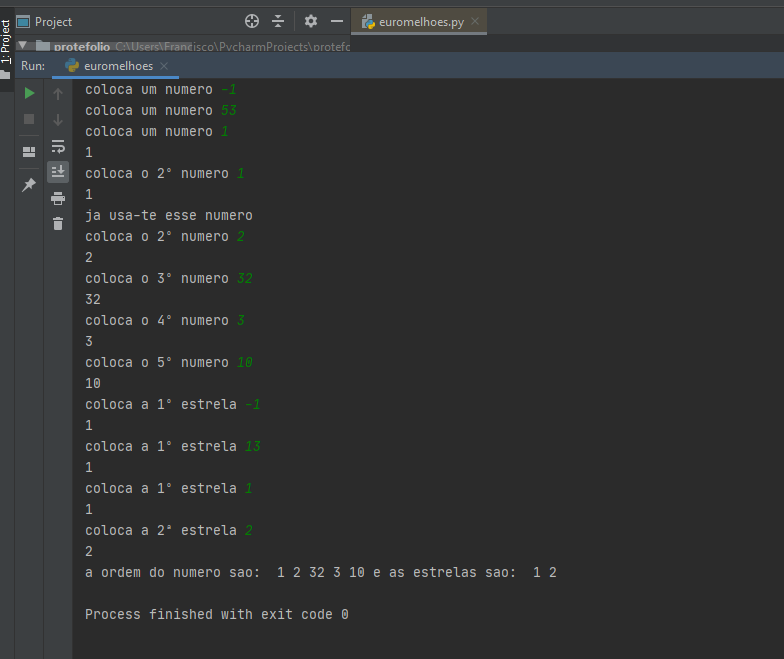 Project
euromelhoes.py
1: Project
protefolio C:\Users\Francisco\PycharmProjects\protefo
Run: euromelhoes
coloca um numero -1
coloca um numero 53
coloca um numero 1
1
coloca o 2° numero 1
1
ja usa-te esse numero
coloca o 2° numero 2
2
coloca o 3° numero 32
32
coloca o 4° numero 3
3
coloca o 5° numero 10
10
coloca a 1° estrela -1
1
coloca a 1° estrela 13
1
coloca a 1° estrela 1
1
coloca a 2ª estrela 2
2
a ordem do numero sao:  1 2 32 3 10 e as estrelas sao:  1 2
Process finished with exit code 0